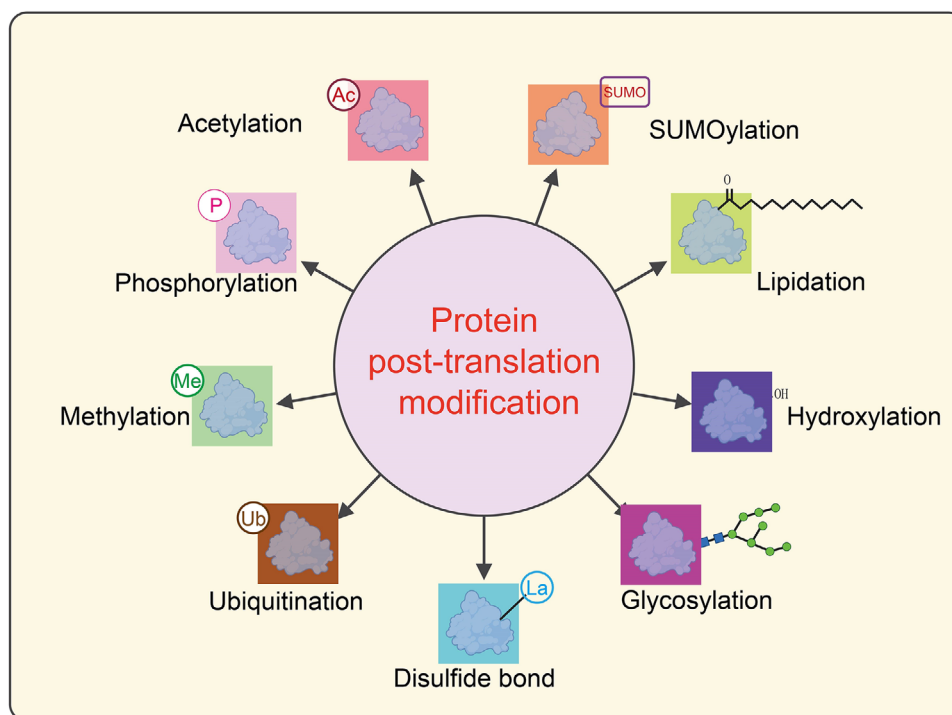 Ac
SUMO
Acetylation
SUMOylation
O
P
Phosphorylation
Lipidation
Protein
post-translation
modification
Me
OH
Methylation
Hydroxylation
Ub
Ubiquitination
Glycosylation
La
Disulfide bond